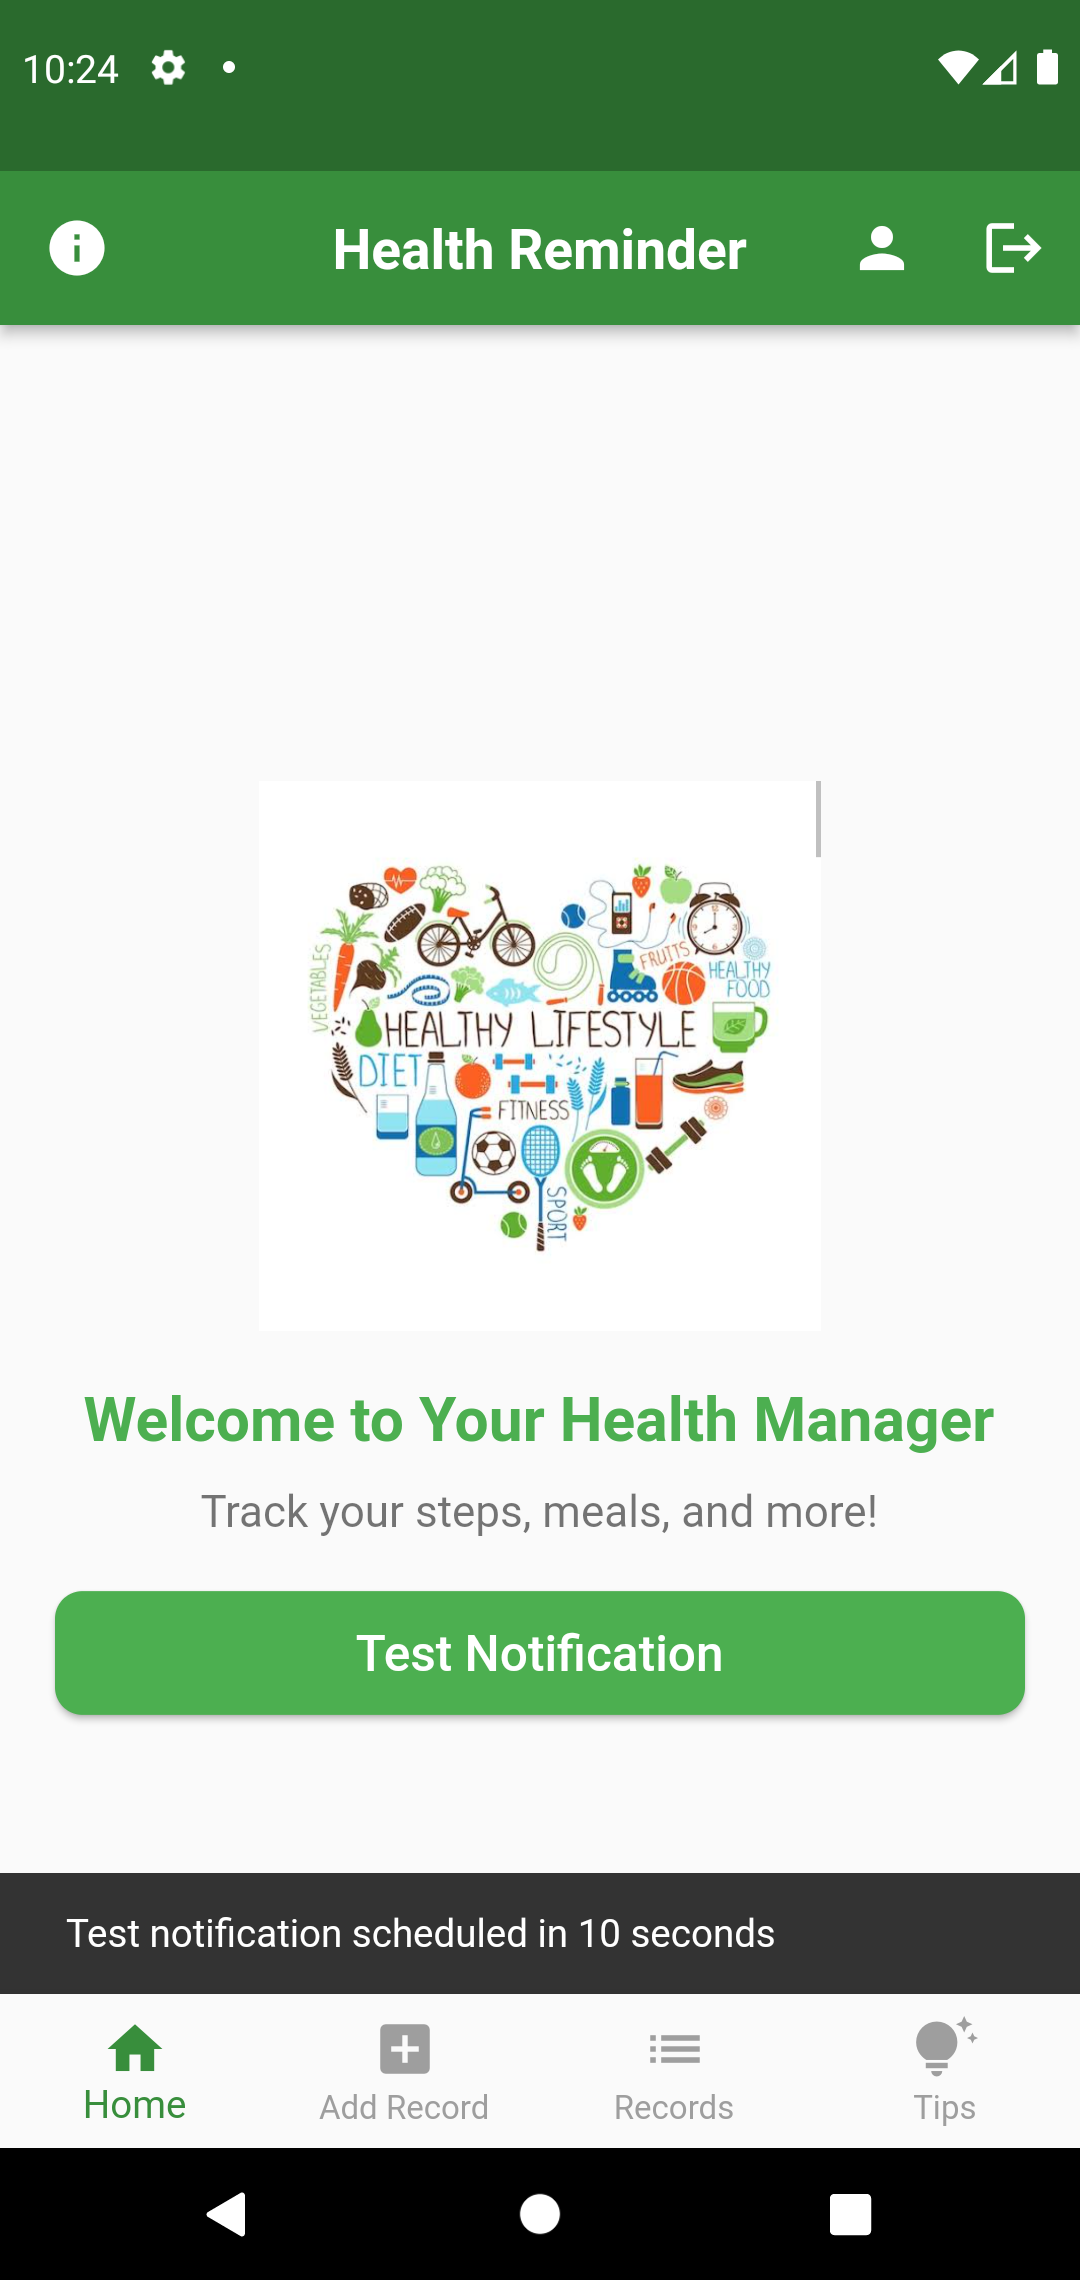 10:24
Health Reminder
VEGETABLES
FRUITS
HEALTHY
FOOD
HEALTHY LIFESTYLE
DIET
FITNESS
SPORT
Welcome to Your Health Manager
Track your steps, meals, and more!
Test Notification
Test notification scheduled in 10 seconds
Home
Add Record
Records
Tips